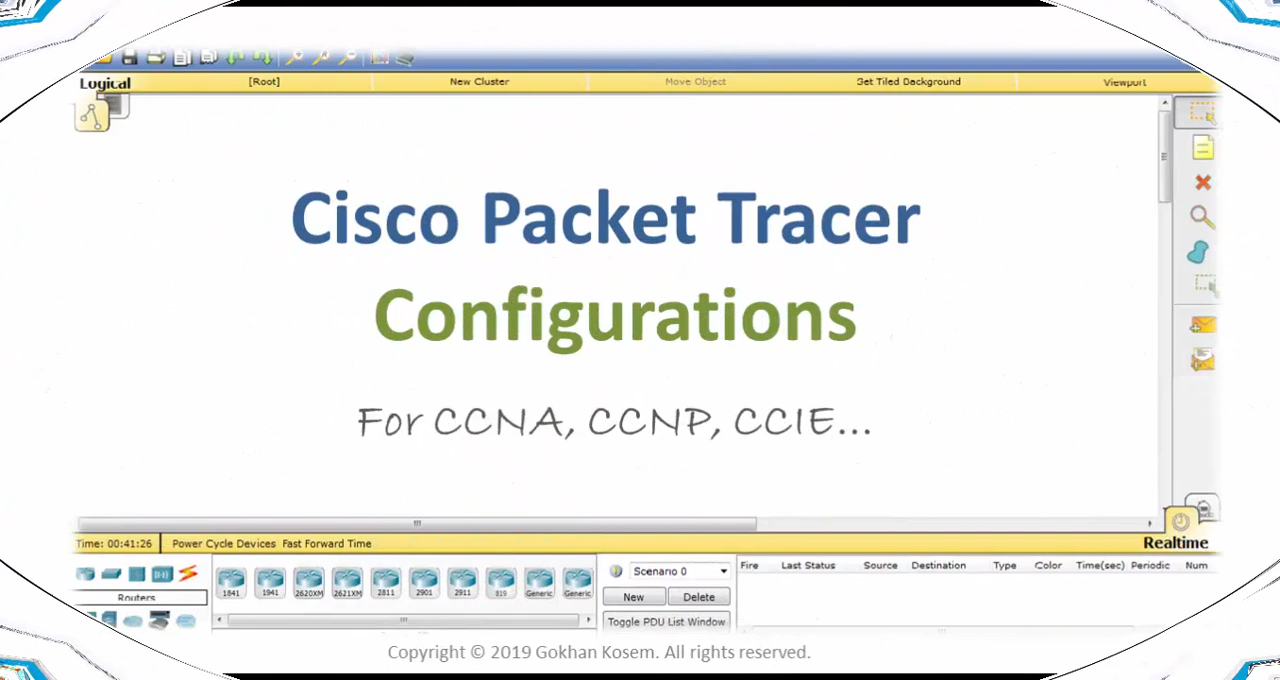 Logical
[Root]
New Cluster
Move Object
Set Tiled Background
Viewport
Cisco Packet Tracer
Configurations
For CCNA, CCNP, CCIE...
Time: 00:41:26
Power Cycle Devices Fast Forward Time
Realtime
Routers
1841
1941
2620XM
2621XM
2811
2901
2911
819
Generic
Generic
Scenario 0
New
Delete
Toggle PDU List Window
Fire
Last Status
Source
Destination
Type
Color
Time(sec)
Periodic
Num
Copyright © 2019 Gokhan Kosem. All rights reserved.